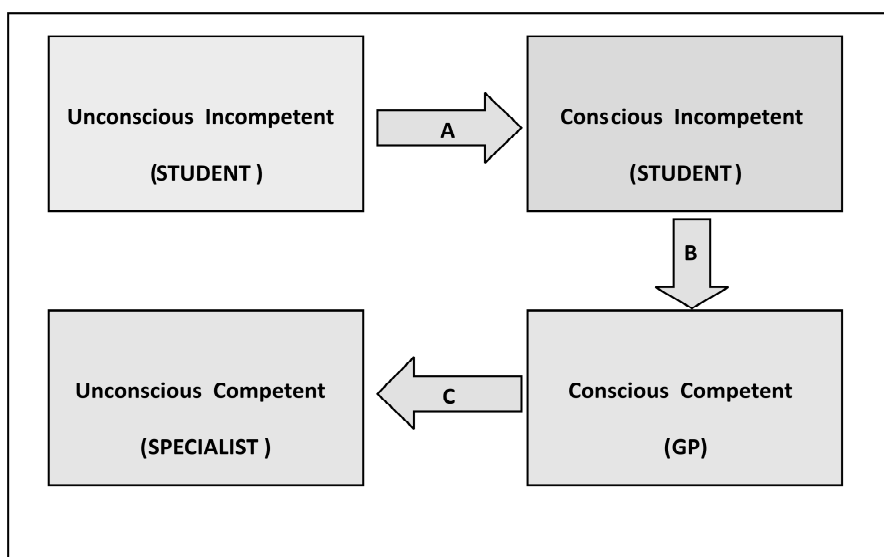 Unconscious Incompetent
(STUDENT )
A
Conscious Incompetent
(STUDENT )
B
Unconscious Competent
(SPECIALIST )
C
Conscious Competent
(GP)